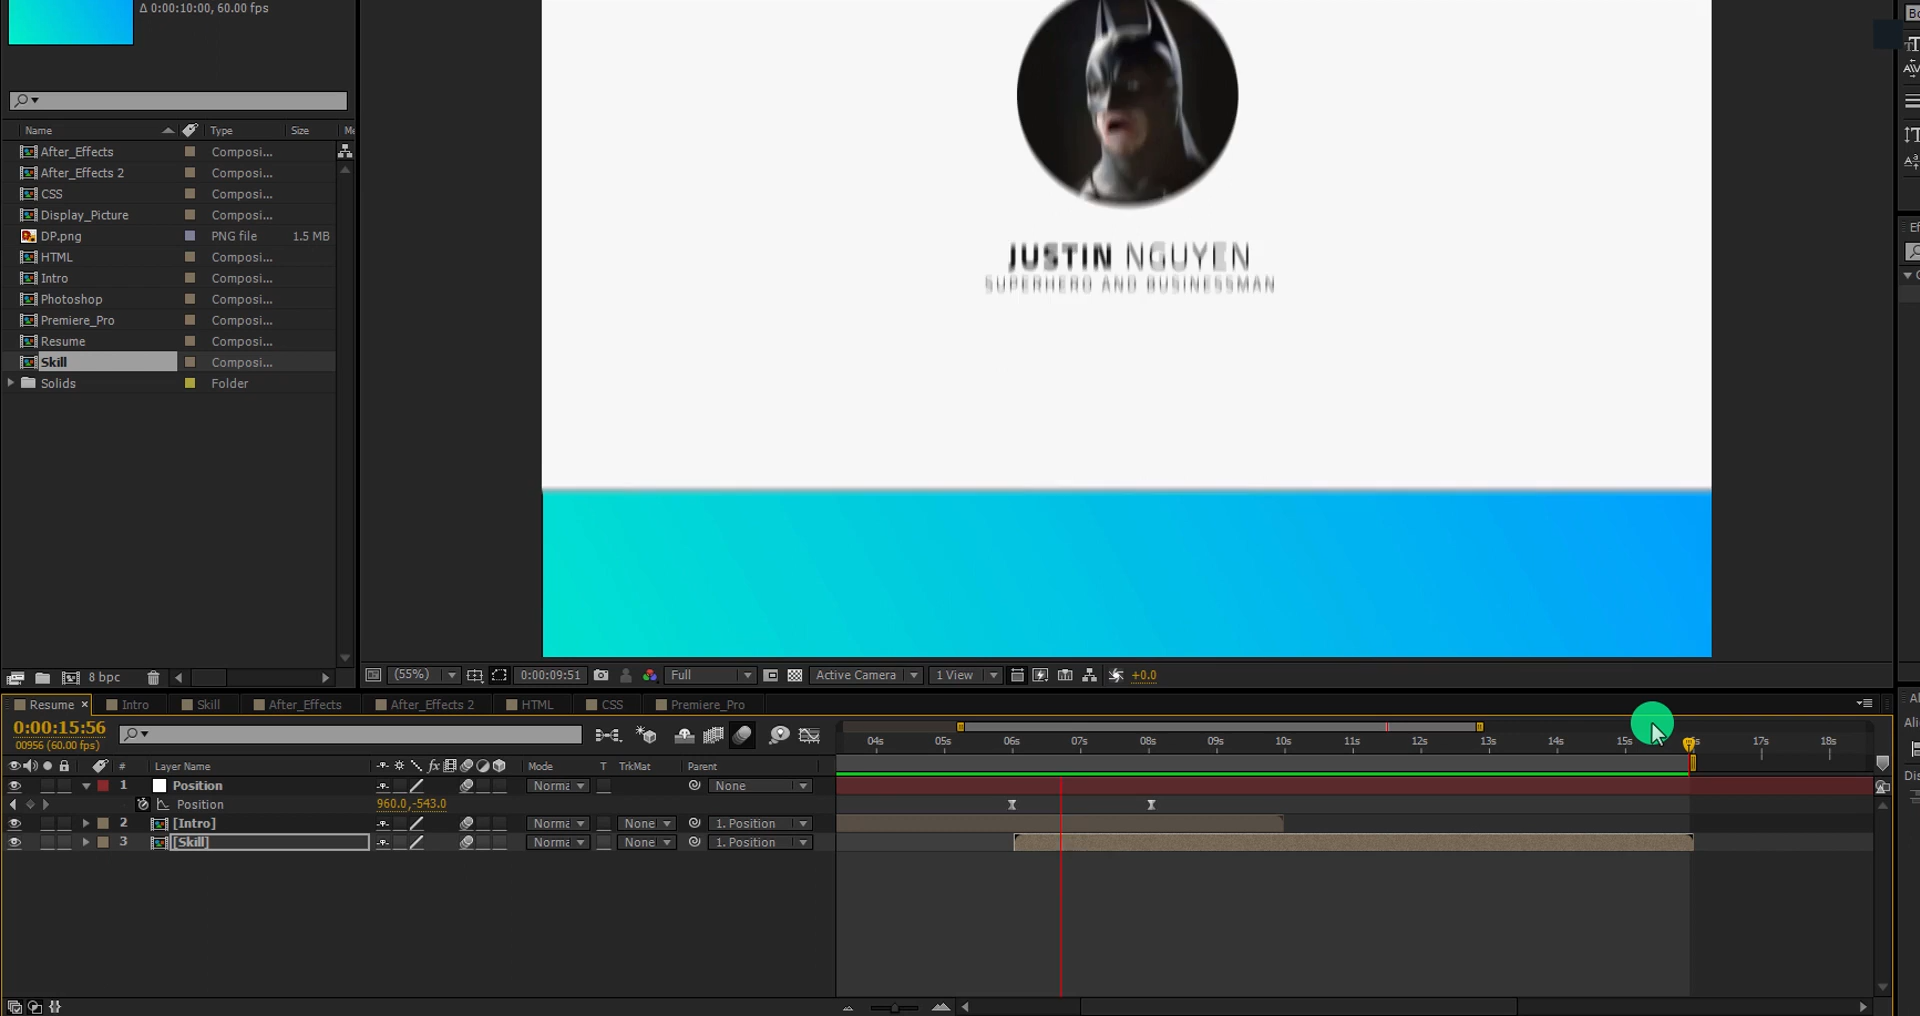 Δ 0:00:10:00, 60.00 fps
Name Type Size Me
After_Effects Composi...
After_Effects 2 Composi...
CSS Composi...
Display_Picture Composi...
DP.png PNG file 1.5 MB
HTML Composi...
Intro Composi...
Photoshop Composi...
Premiere_Pro Composi...
Resume Composi...
Skill Composi...
Solids Folder
8 bpc
JUSTIN NGUYEN
SUPERHERO AND BUSINESSMAN
(55%) 0:00:09:51 Full Active Camera 1 View +0.0
Resume × Intro Skill After_Effects After_Effects 2 HTML CSS Premiere_Pro
0:00:15:56
00956 (60.00 fps)
04s 05s 06s 07s 08s 09s 10s 11s 12s 13s 14s 15s 17s 18s
# Layer Name fx Mode T TrkMat Parent
1 Position Norma None
Position 960.0,-543.0
2 [Intro] Norma None 1. Position
3 [Skill] Norma None 1. Position